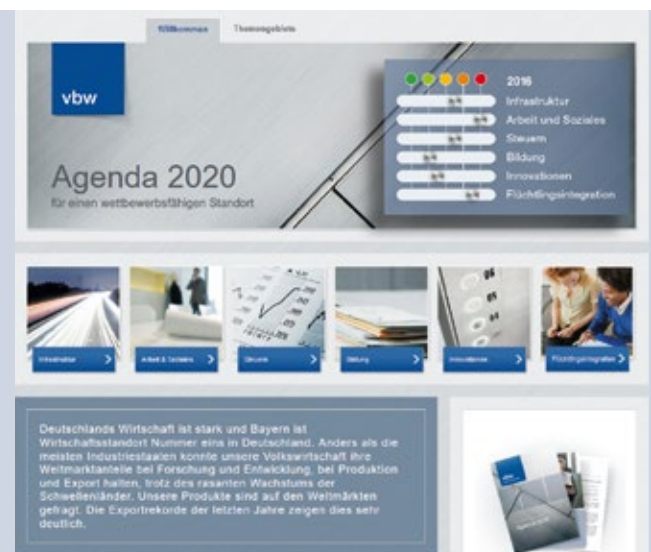 Willkommen
Themengebiete
vbw
2016
Infrastruktur
Arbeit und Soziales
Steuern
Bildung
Innovationen
Flüchtlingsintegration
Agenda 2020
für einen wettbewerbsfähigen Standort
06
Infrastruktur
Arbeit & Soziales
Steuern
Bildung
Innovationen
Flüchtlingsintegration
Deutschlands Wirtschaft ist stark und Bayern ist
Wirtschaftsstandort Nummer eins in Deutschland. Anders als die
meisten Industriestaaten konnte unsere Volkswirtschaft ihre
Weltmarktanteile bei Forschung und Entwicklung, bei Produktion
und Export halten, trotz des rasanten Wachstums der
Schwellenländer. Unsere Produkte sind auf den Weltmärkten
gefragt. Die Exportrekorde der letzten Jahre zeigen dies sehr
deutlich.
vbw
Agenda 2020